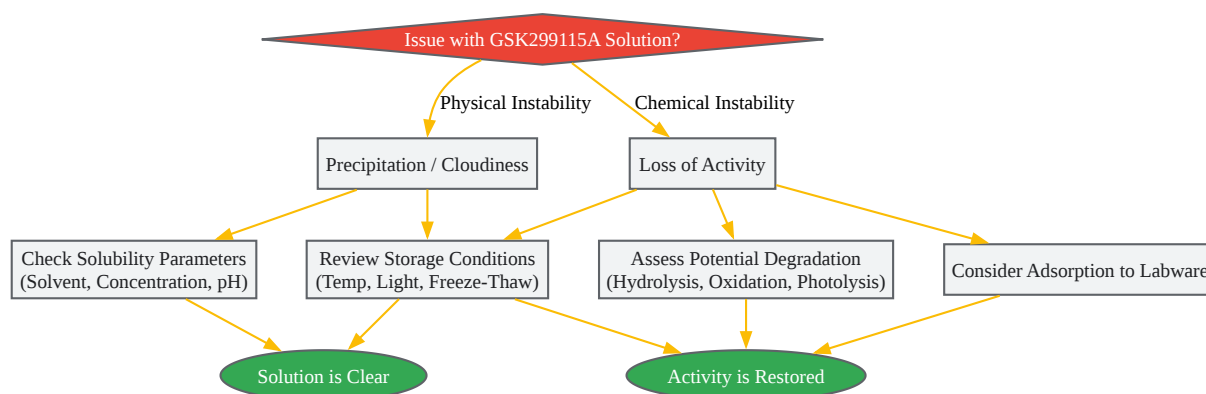 Issue with GSK299115A Solution?
Physical Instability
Chemical Instability
Precipitation / Cloudiness
Loss of Activity
Check Solubility Parameters
(Solvent, Concentration, pH)
Review Storage Conditions
(Temp, Light, Freeze-Thaw)
Assess Potential Degradation
(Hydrolysis, Oxidation, Photolysis)
Consider Adsorption to Labware
Solution is Clear
Activity is Restored